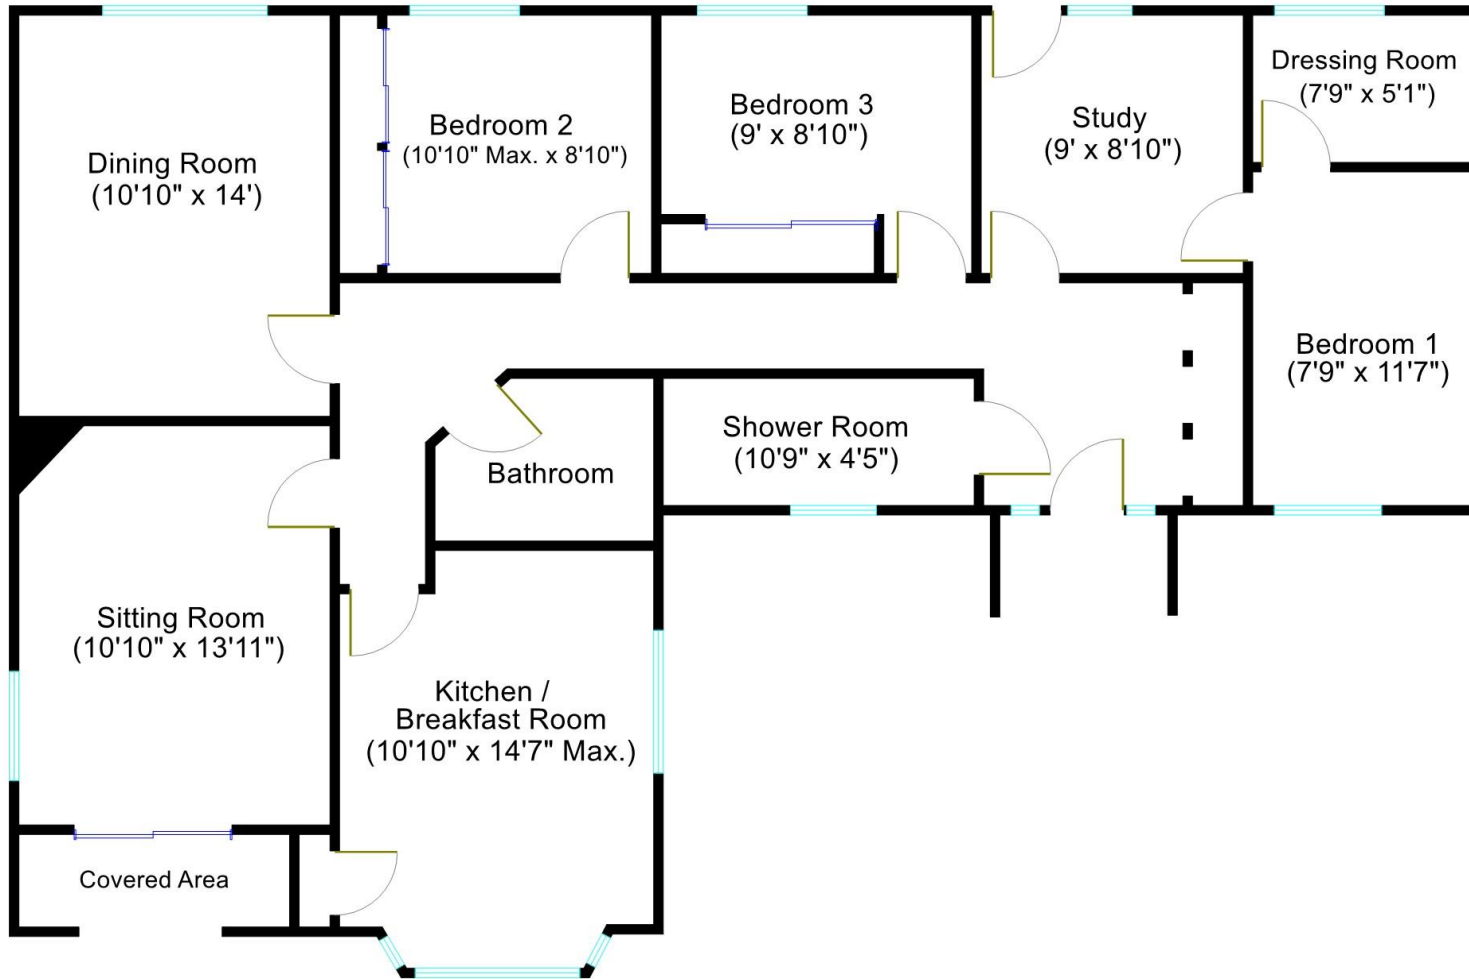 Dining Room
(10'10" x 14')
Bedroom 2
(10'10" Max. x 8'10")
Bedroom 3
(9' x 8'10")
Study
(9' x 8'10")
Dressing Room
(7'9" x 5'1")
Bedroom 1
(7'9" x 11'7")
Shower Room
(10'9" x 4'5")
Bathroom
Sitting Room
(10'10" x 13'11")
Kitchen /
Breakfast Room
(10'10" x 14'7" Max.)
Covered Area